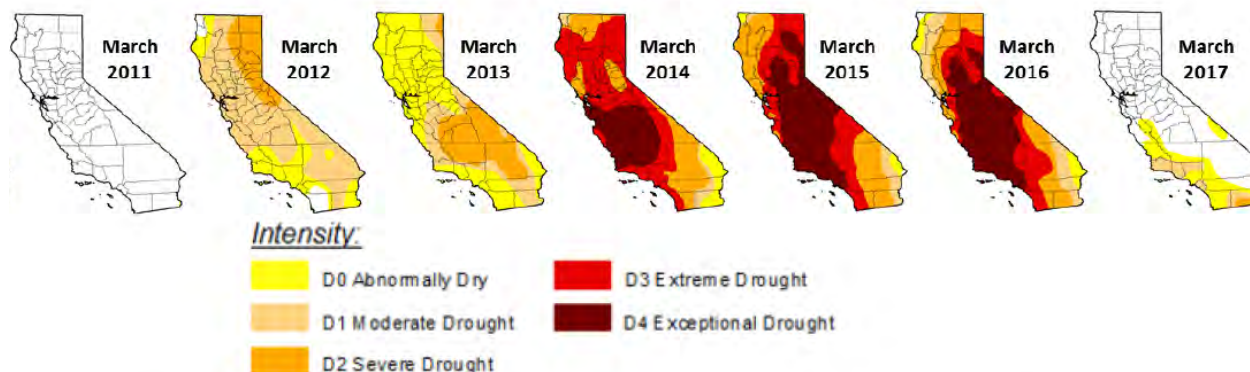 March
2011
March
2012
March
2013
March
2014
March
2015
March
2016
March
2017
Intensity:
D0 Abnormally Dry
D1 Moderate Drought
D2 Severe Drought
D3 Extreme Drought
D4 Exceptional Drought